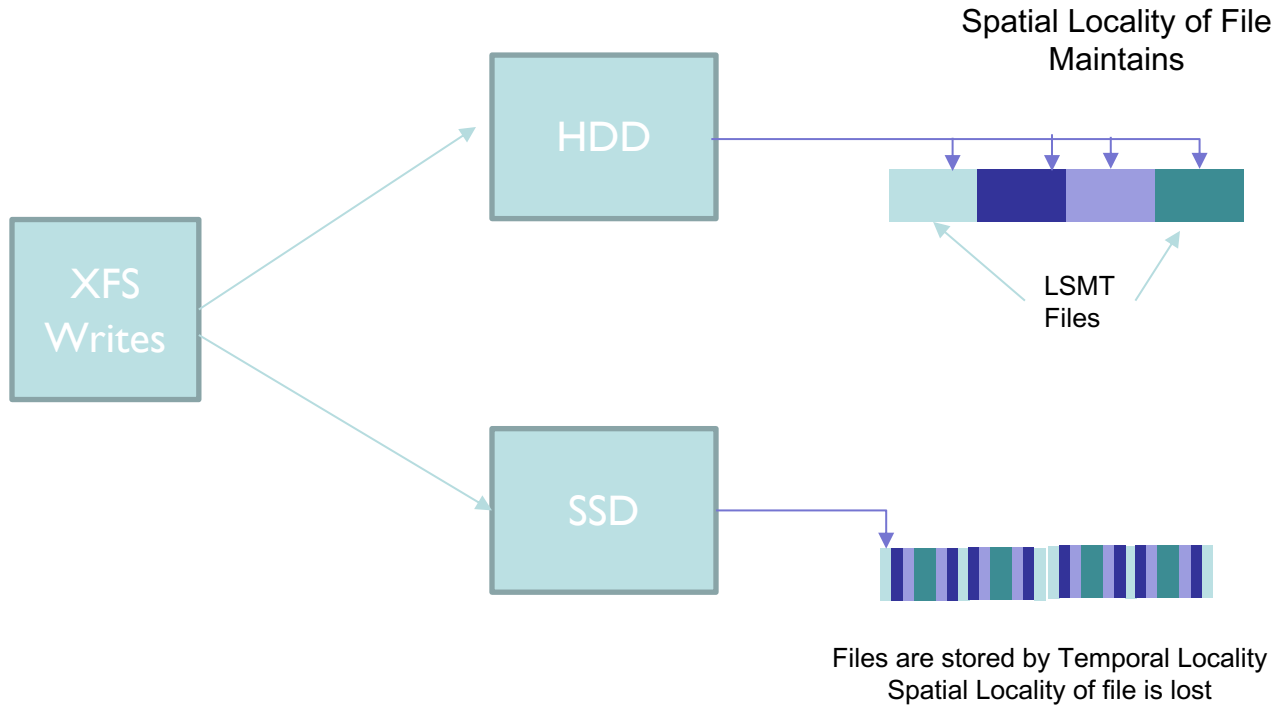 Spatial Locality of File
Maintains
HDD
XFS
Writes
LSMT
Files
SSD
Files are stored by Temporal Locality
Spatial Locality of file is lost